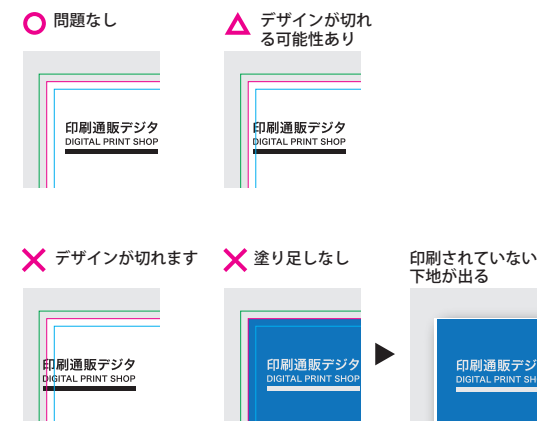 問題なし
デザインが切れ
る可能性あり
印刷通販デジタ
DIGITAL PRINT SHOP
印刷通販デジタ
DIGITAL PRINT SHOP
デザインが切れます
塗り足しなし
印刷されていない
下地が出る
印刷通販デジタ
DIGITAL PRINT SHOP
印刷通販デジタ
DIGITAL PRINT SHOP
印刷通販デジ
DIGITAL PRINT SH